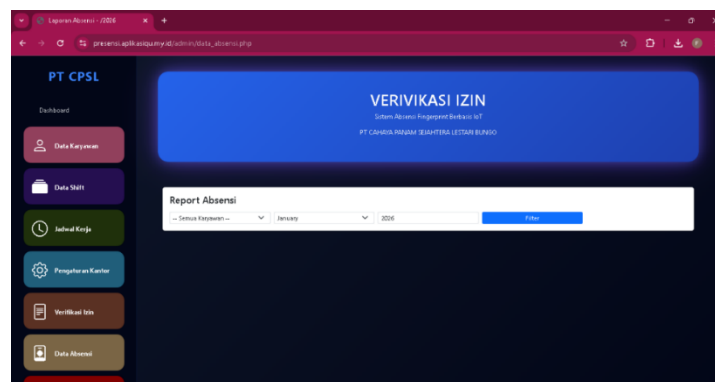 Laporan Absensi - /2026
presensi.aplikasiqu.my.id/admin/data_absensi.php
PT CPSL
Dashboard
Data Karyawan
Data Shift
Jadwal Kerja
Pengaturan Kantor
Verifikasi Izin
Data Absensi
VERIVIKASI IZIN
Sistem Absensi Fingerprint Berbasis IoT
PT CAHAYA PANAM SEJAHTERA LESTARI BUNGO
Report Absensi
-- Semua Karyawan --
January
2026
Filter